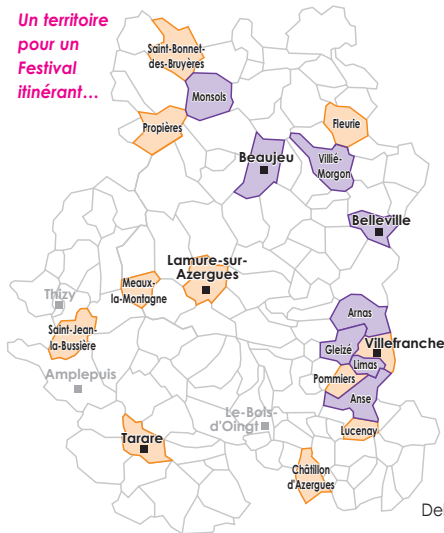 Un territoire
pour un
Festival
itinérant…
Saint-Bonnet-
des-Bruyères
Monsols
Propières
Fleurie
Beaujeu
Villié-
Morgon
Belleville
Lamure-sur-
Azergues
Meaux-
la-Montagne
Thizy
Saint-Jean-
la-Bussière
Amplepuis
Arnas
Gleizé
Villefranche
Limas
Pommiers
Anse
Le-Bois-
d'Oingt
Lucenay
Tarare
Châtillon
d'Azergues
De